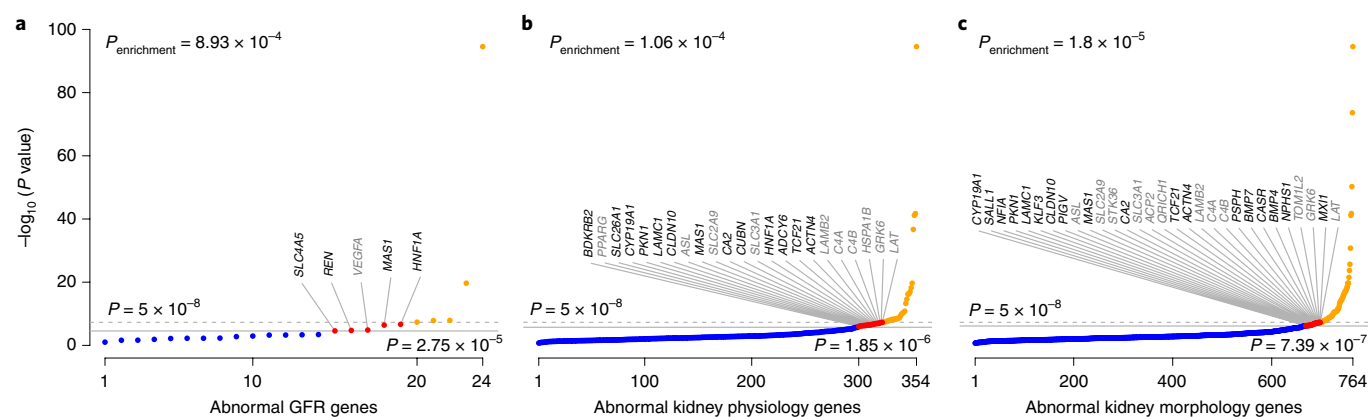 a
b
c
–log10 (P value)
100
80
60
40
20
0
Penrichment = 8.93 × 10–4
SLC4A5
REN
VEGFA
MAS1
HNF1A
P = 5 × 10–8
P = 2.75 × 10–5
1
10
20
24
Abnormal GFR genes
Penrichment = 1.06 × 10–4
BDKRB2
PPARG
SLC26A1
CYP19A1
PKN1
LAMC1
CLDN10
ASL
MAS1
SLC2A9
CA2
CUBN
SLC3A1
HNF1A
ADCY6
TCF21
ACTN4
LAMB2
C4A
C4B
HSPA1B
GRK6
LAT
P = 5 × 10–8
P = 1.85 × 10–6
1
100
200
300
354
Abnormal kidney physiology genes
Penrichment = 1.8 × 10–5
CYP19A1
SALL1
NFIA
PKN1
LAMC1
KLF3
CLDN10
PIGV
ASL
MAS1
SLC2A9
STK36
CA2
SLC3A1
ACP2
QRICH1
TCF21
ACTN4
LAMB2
C4A
C4B
PSPH
BMP7
CASR
BMP4
NPHS1
TOM1L2
GRK6
MXI1
LAT
P = 5 × 10–8
P = 7.39 × 10–7
1
200
400
600
764
Abnormal kidney morphology genes